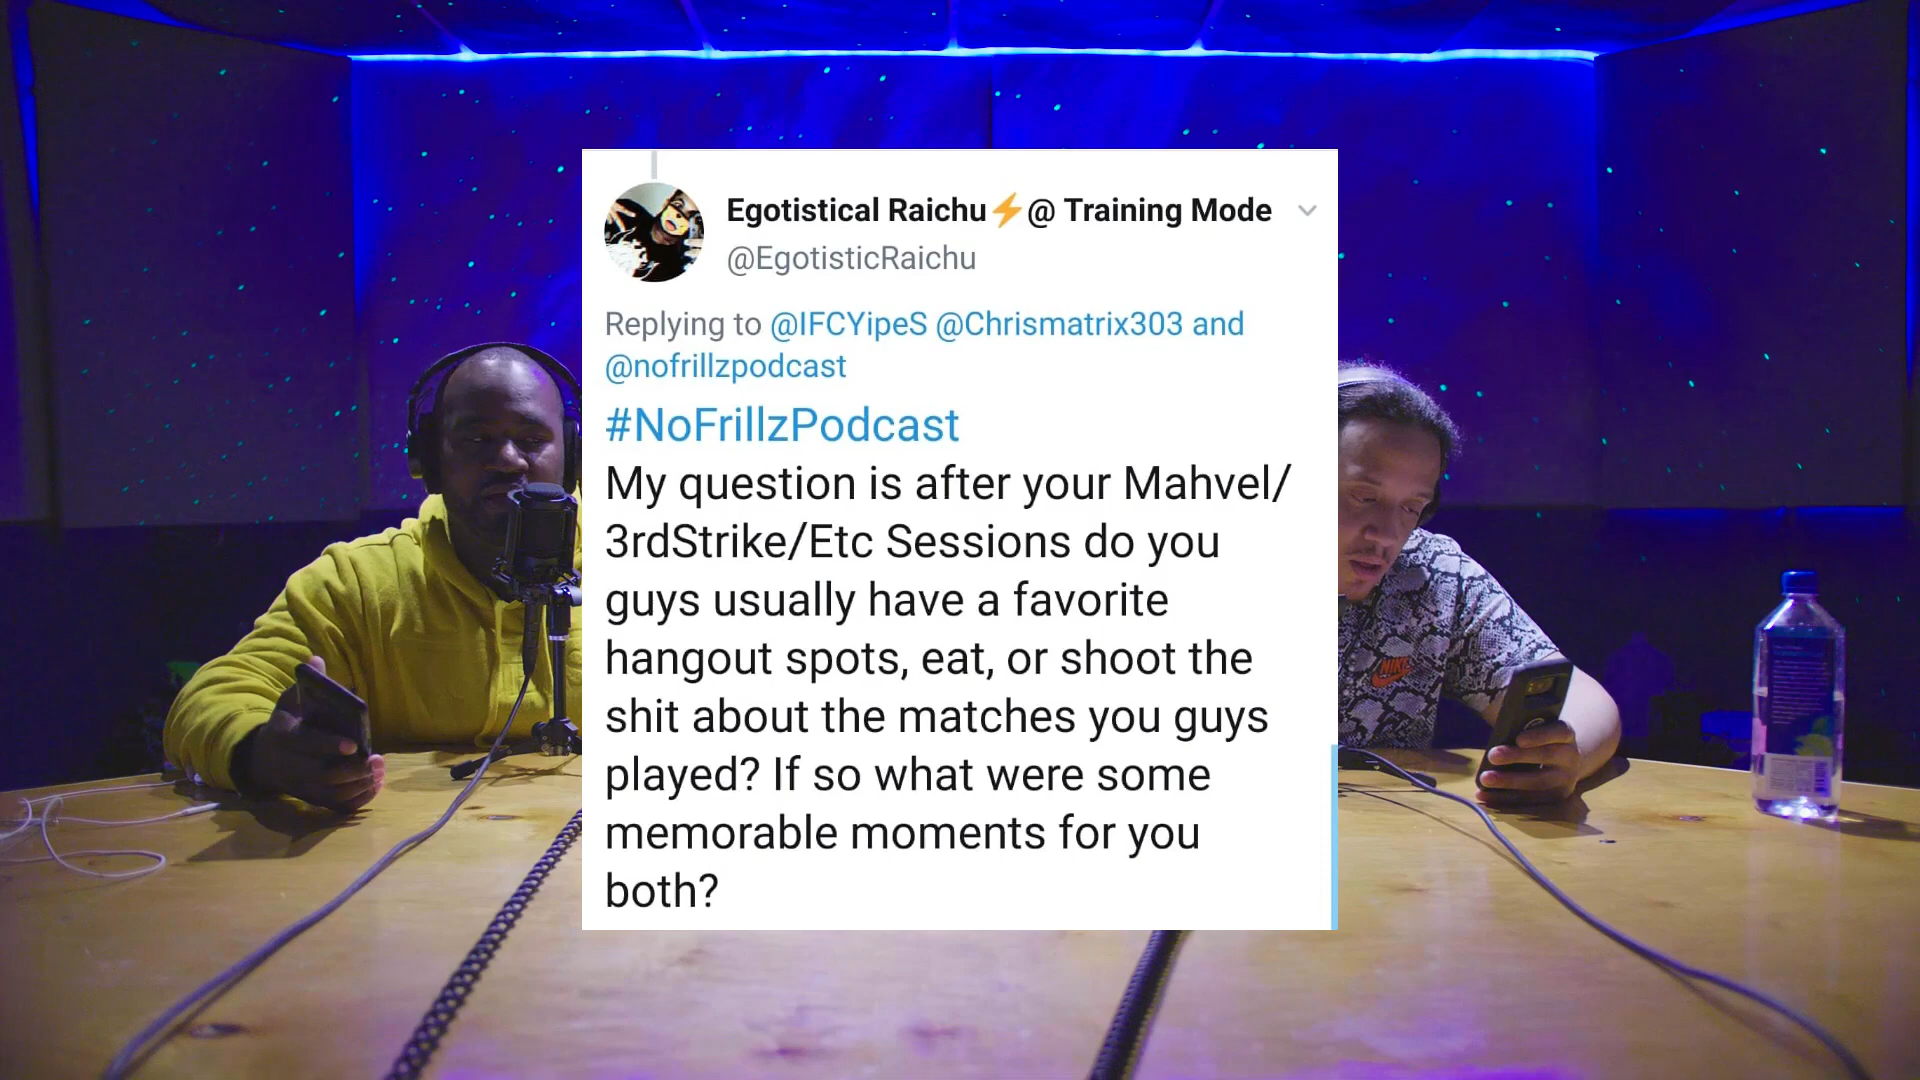 Egotistical Raichu⚡@ Training Mode
@EgotisticRaichu
Replying to @IFCYipeS @Chrismatrix303 and
@nofrillzpodcast
#NoFrillzPodcast
My question is after your Mahvel/
3rdStrike/Etc Sessions do you
guys usually have a favorite
hangout spots, eat, or shoot the
shit about the matches you guys
played? If so what were some
memorable moments for you
both?
NIKE